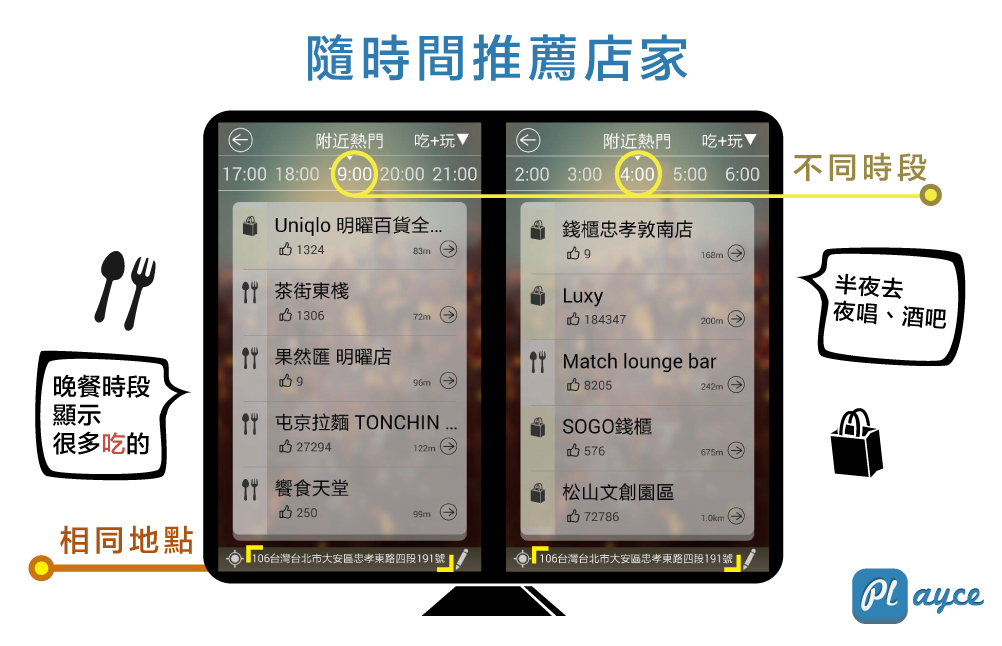 隨時間推薦店家
附近熱門 吃+玩▼
17:00 18:00 19:00 20:00 21:00
Uniqlo 明曜百貨全...
1324 83m
茶街東棧
1306 72m
果然匯 明曜店
9 96m
屯京拉麵 TONCHIN ...
27294 122m
饗食天堂
250 99m
106台灣台北市大安區忠孝東路四段191號
附近熱門 吃+玩▼
2:00 3:00 4:00 5:00 6:00
錢櫃忠孝敦南店
9 168m
Luxy
184347 200m
Match lounge bar
8205 242m
SOGO錢櫃
576 675m
松山文創園區
72786 1.0km
106台灣台北市大安區忠孝東路四段191號
不同時段
半夜去
夜唱、酒吧
晚餐時段
顯示
很多吃的
相同地點
Playce